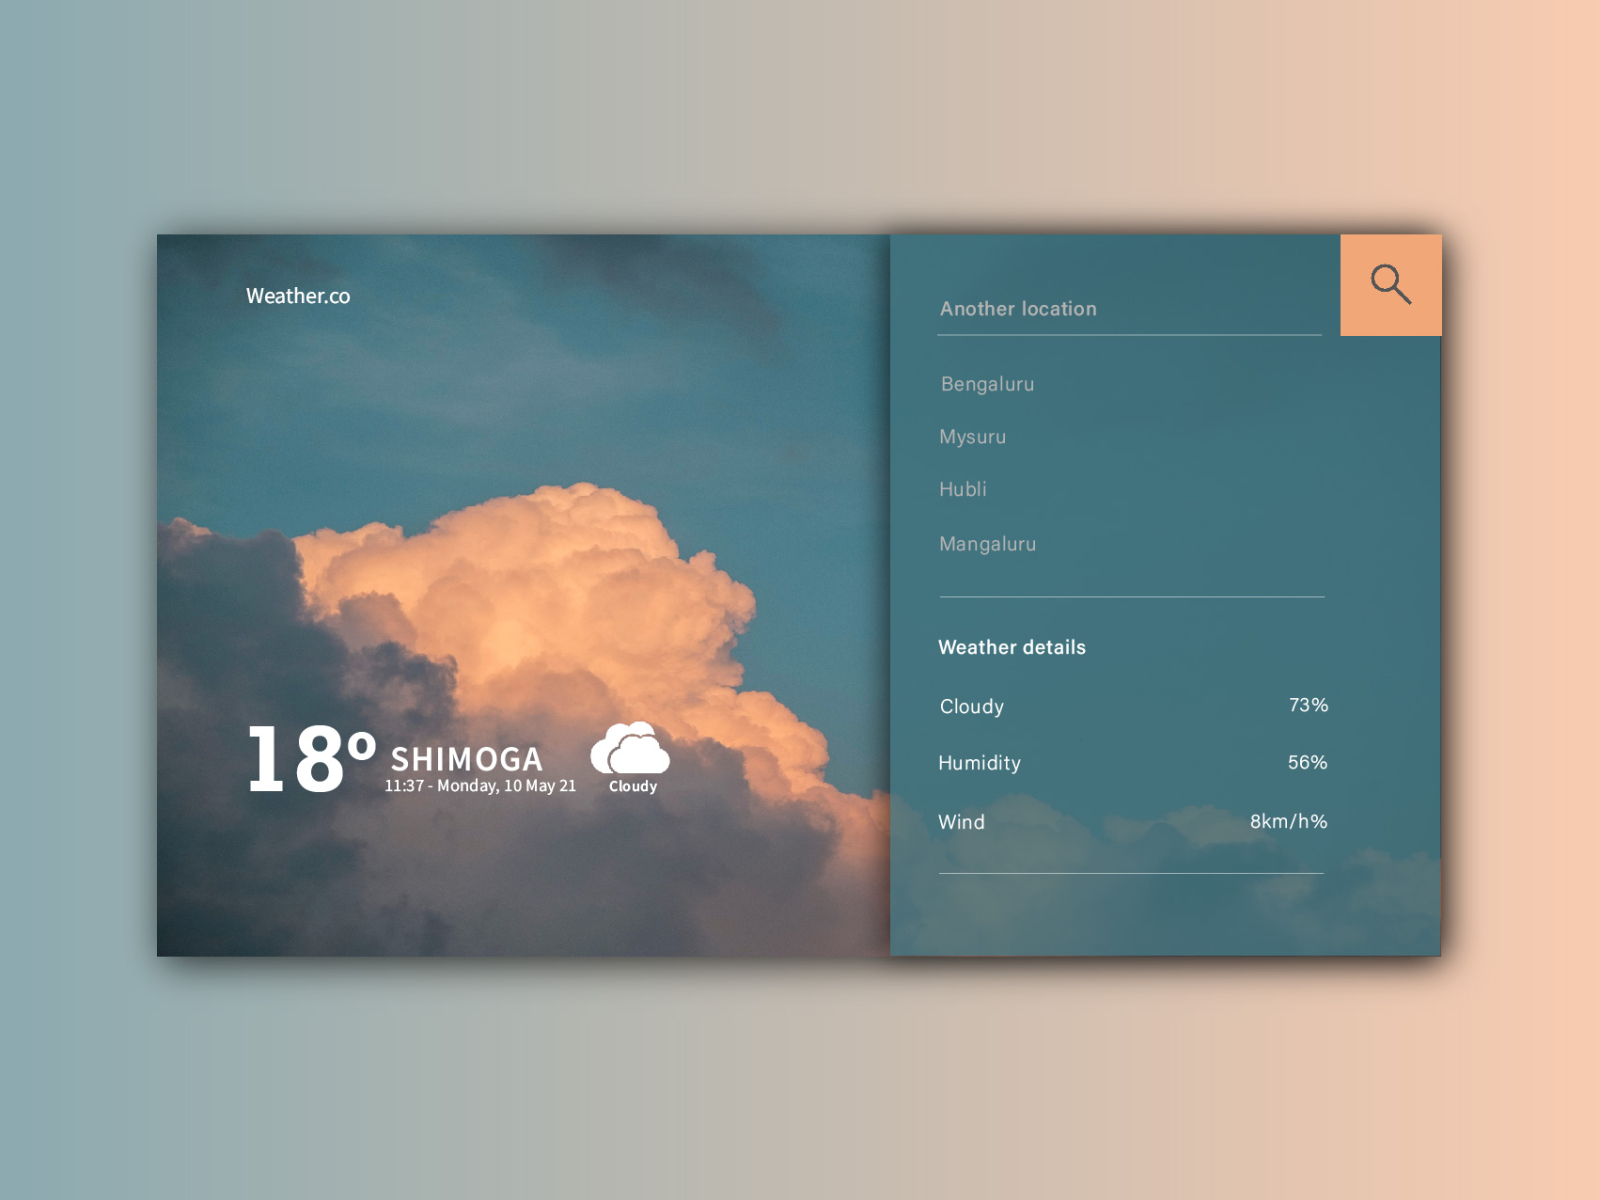 Weather.co
18º SHIMOGA
11:37 - Monday, 10 May 21
Cloudy
Another location
Bengaluru
Mysuru
Hubli
Mangaluru
Weather details
Cloudy 73%
Humidity 56%
Wind 8km/h%